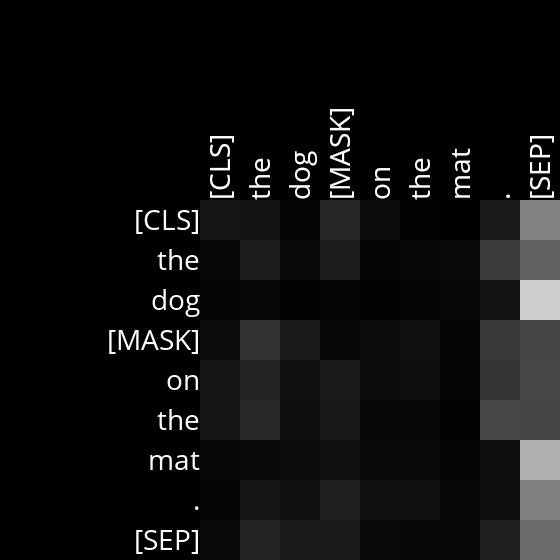 [CLS] the dog [MASK] on the mat . [SEP]
[CLS]
the
dog
[MASK]
on
the
mat
.
[SEP]